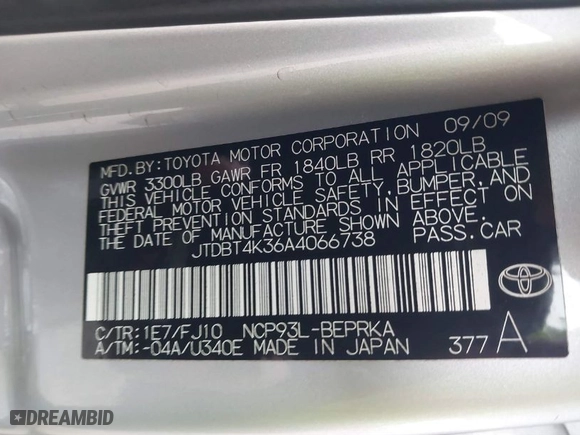 MFD. BY: TOYOTA MOTOR CORPORATION 09/09
GVWR 3300LB GAWR FR 1840LB RR 1820LB
THIS VEHICLE CONFORMS TO ALL APPLICABLE
FEDERAL MOTOR VEHICLE SAFETY, BUMPER, AND
THEFT PREVENTION STANDARDS IN EFFECT ON
THE DATE OF MANUFACTURE SHOWN ABOVE.
JTDBT4K36A4066738 PASS. CAR
TOYOTA
C/TR: 1E7/FJ10 NCP93L-BEPRKA
A/TM: -04A/U340E MADE IN JAPAN 377 A
DREAMBID